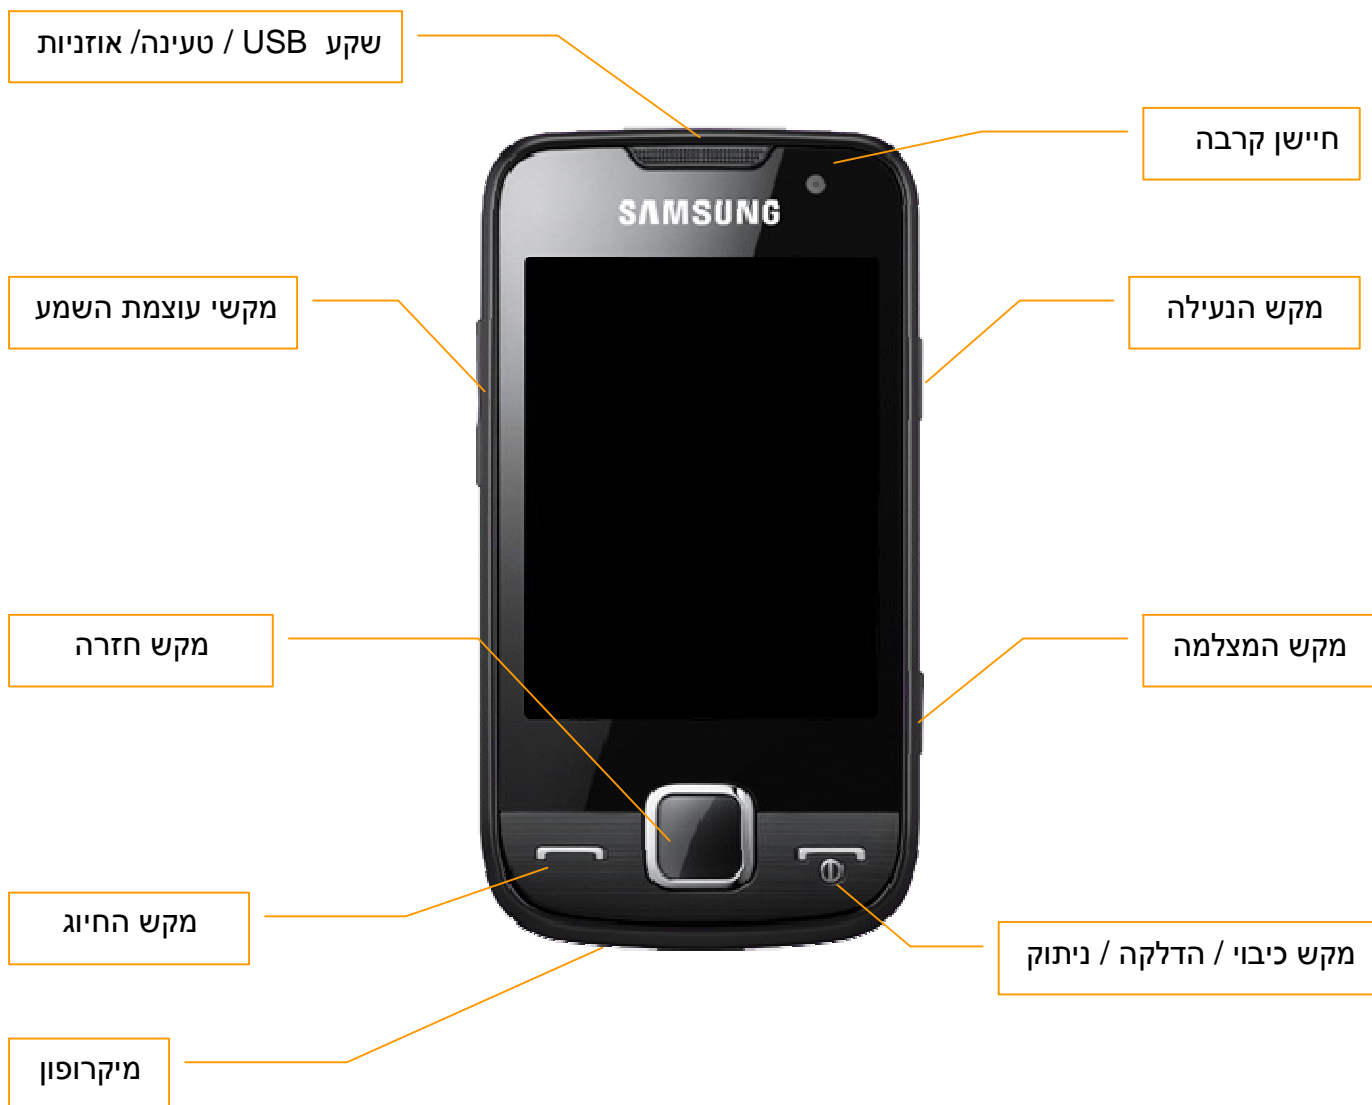 שקע USB / טעינה/ אוזניות
חיישן קרבה
SAMSUNG
מקשי עוצמת השמע
מקש הנעילה
מקש חזרה
מקש המצלמה
מקש החיוג
מקש כיבוי / הדלקה / ניתוק
מיקרופון